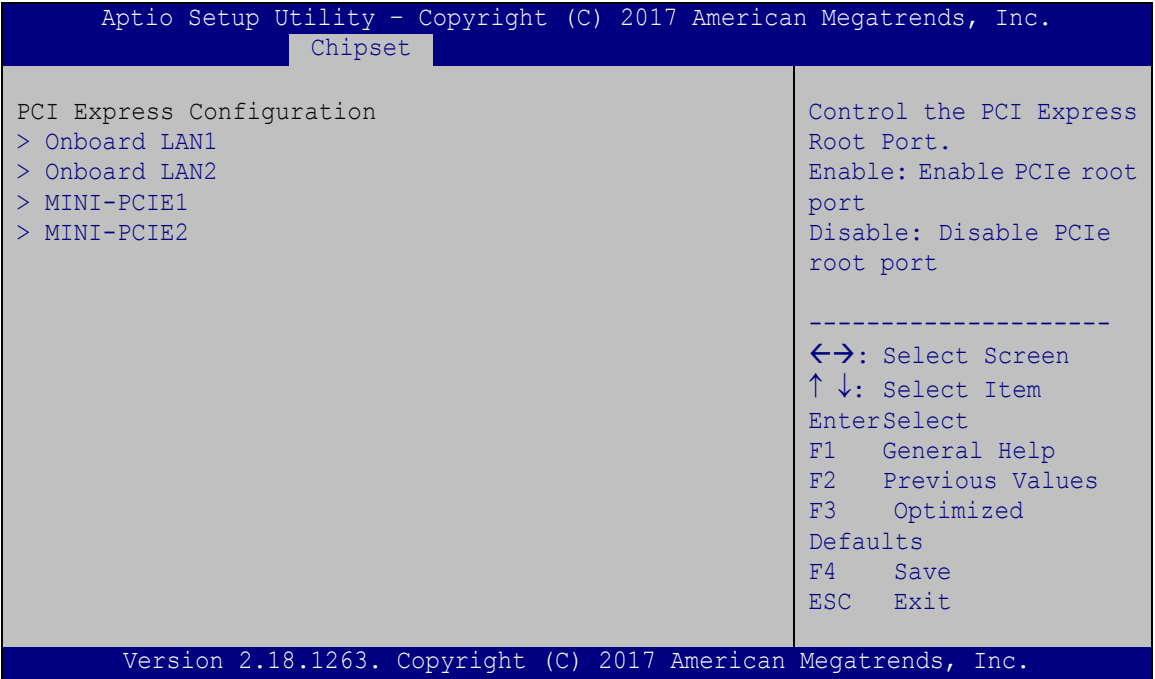 Aptio Setup Utility – Copyright (C) 2017 American Megatrends, Inc.
Chipset
PCI Express Configuration
> Onboard LAN1
> Onboard LAN2
> MINI-PCIE1
> MINI-PCIE2
Control the PCI Express
Root Port.
Enable: Enable PCIe root
port
Disable: Disable PCIe
root port
---------------------
←→: Select Screen
↑ ↓: Select Item
EnterSelect
F1 General Help
F2 Previous Values
F3 Optimized
Defaults
F4 Save
ESC Exit
Version 2.18.1263. Copyright (C) 2017 American Megatrends, Inc.